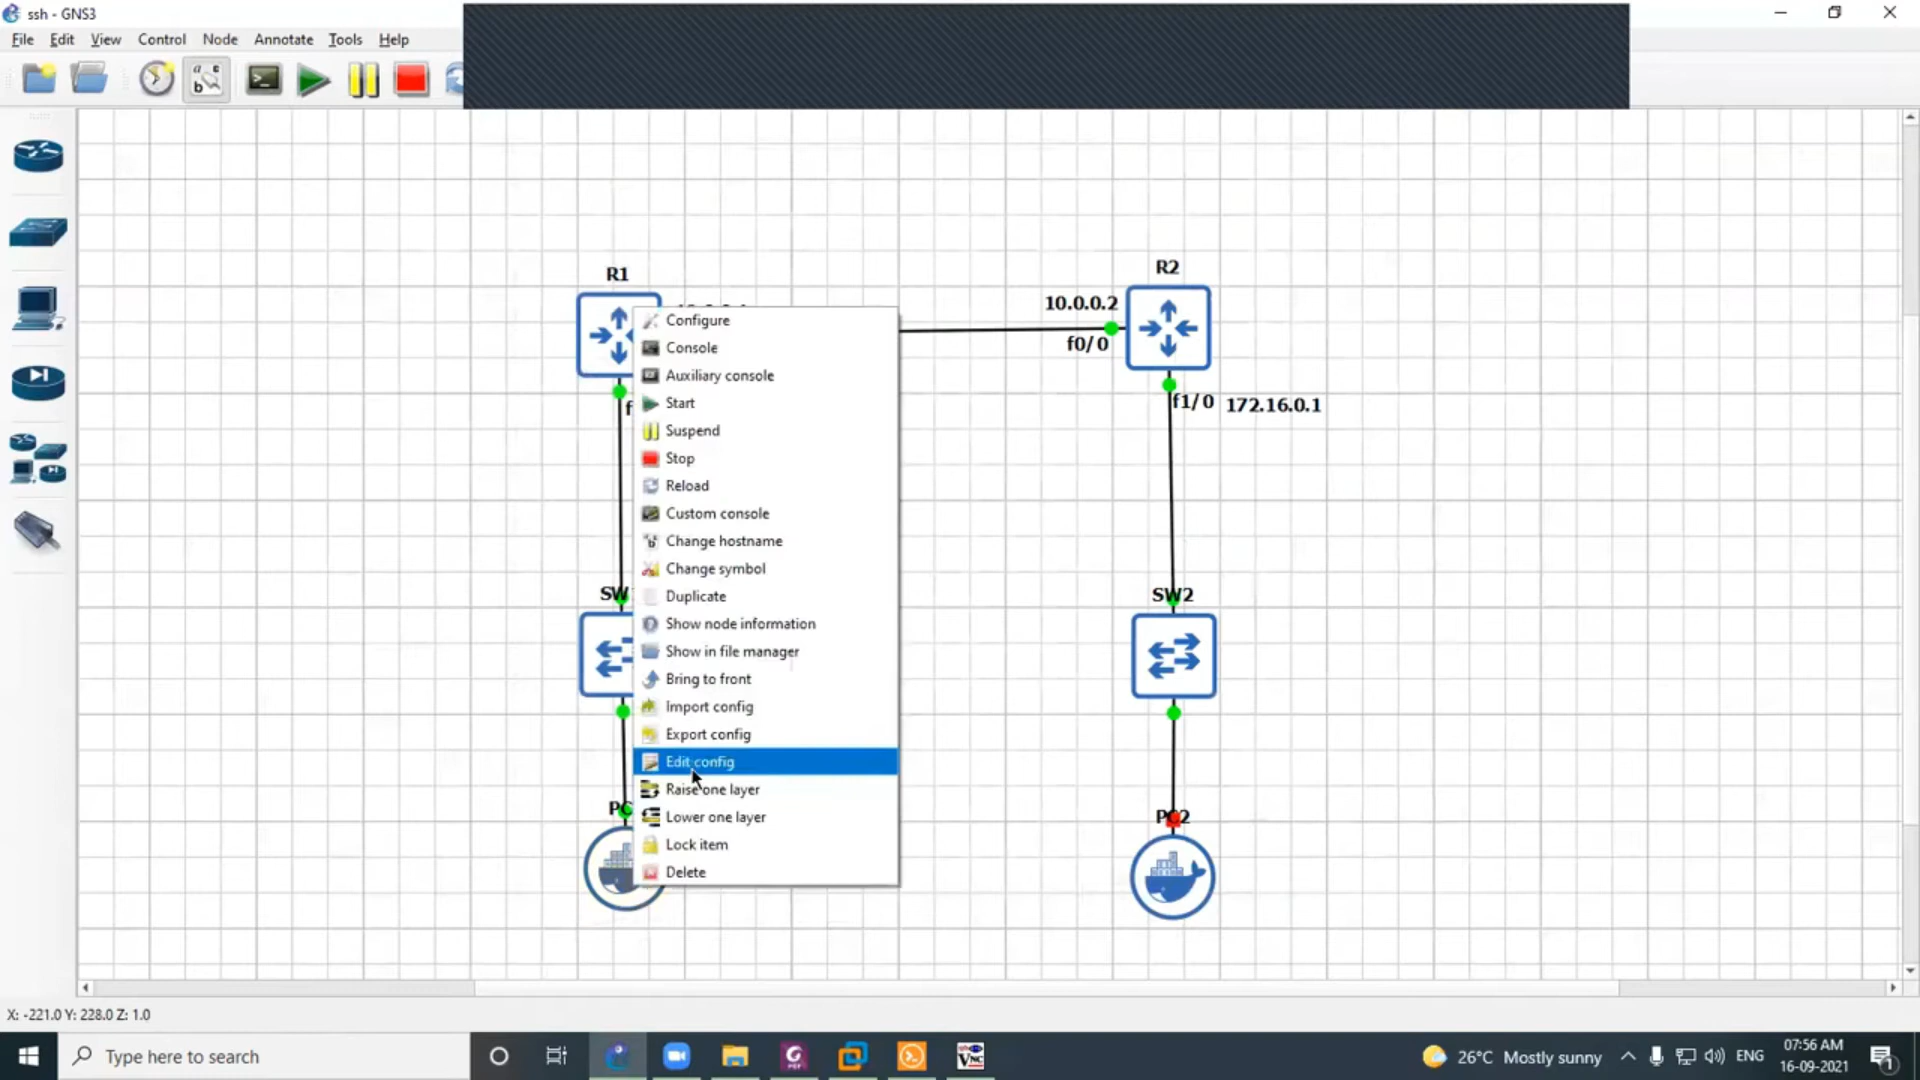 ssh - GNS3
File Edit View Control Node Annotate Tools Help
R1
R2
10.0.0.2
f0/0
f1/0 172.16.0.1
Configure
Console
Auxiliary console
Start
Suspend
Stop
Reload
Custom console
Change hostname
Change symbol
Duplicate
Show node information
Show in file manager
Bring to front
Import config
Export config
Edit config
Raise one layer
Lower one layer
Lock item
Delete
f
SW
SW2
PC
PC2
X: -221.0 Y: 228.0 Z: 1.0
Type here to search
VNC
26°C Mostly sunny
ENG
07:56 AM
16-09-2021
1